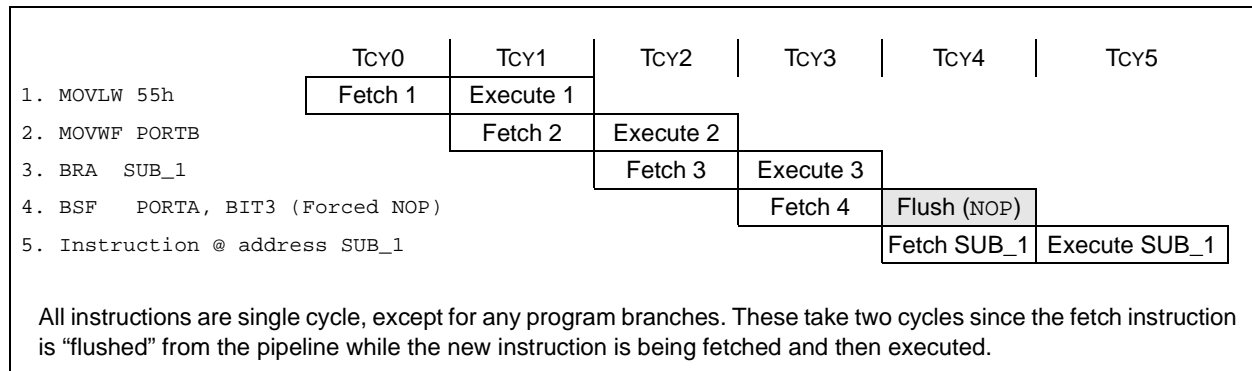 TCY0 TCY1 TCY2 TCY3 TCY4 TCY5
1. MOVLW 55h Fetch 1 Execute 1
2. MOVWF PORTB Fetch 2 Execute 2
3. BRA SUB_1 Fetch 3 Execute 3
4. BSF PORTA, BIT3 (Forced NOP) Fetch 4 Flush (NOP)
5. Instruction @ address SUB_1 Fetch SUB_1 Execute SUB_1
All instructions are single cycle, except for any program branches. These take two cycles since the fetch instruction
is “flushed” from the pipeline while the new instruction is being fetched and then executed.